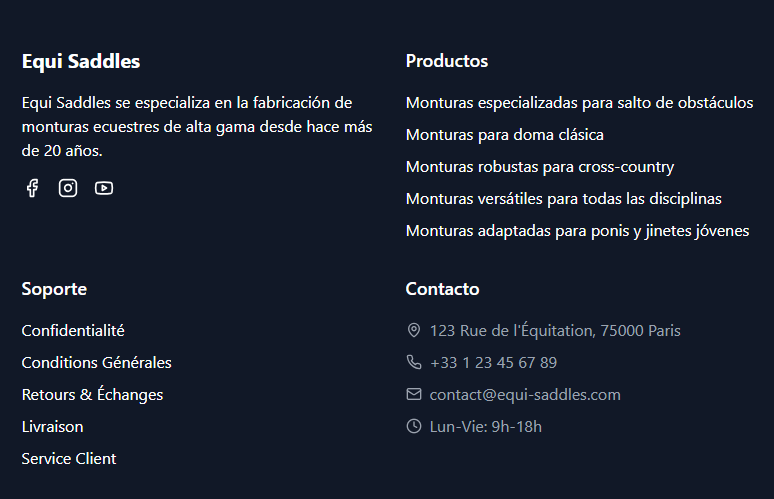 Equi Saddles
Equi Saddles se especializa en la fabricación de
monturas ecuestres de alta gama desde hace más
de 20 años.
Productos
Monturas especializadas para salto de obstáculos
Monturas para doma clásica
Monturas robustas para cross-country
Monturas versátiles para todas las disciplinas
Monturas adaptadas para ponis y jinetes jóvenes
Soporte
Confidentialité
Conditions Générales
Retours & Échanges
Livraison
Service Client
Contacto
123 Rue de l'Équitation, 75000 Paris
+33 1 23 45 67 89
contact@equi-saddles.com
Lun-Vie: 9h-18h